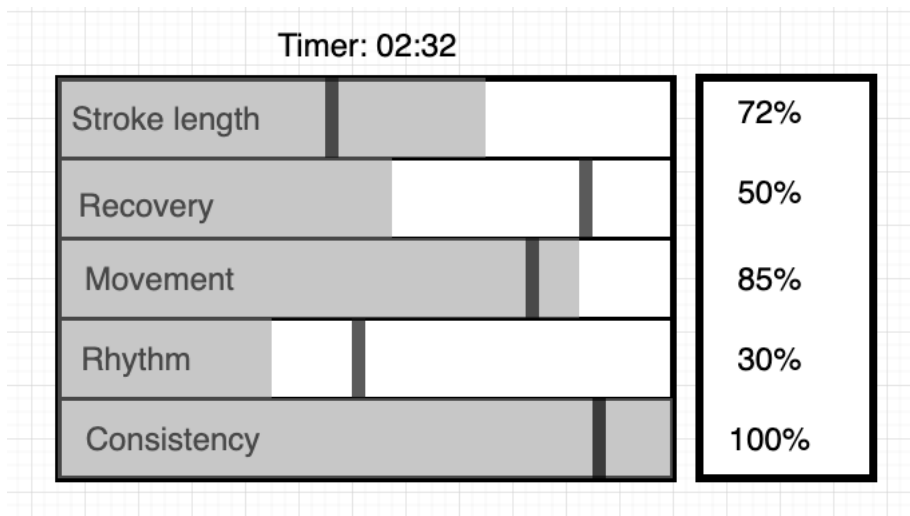 Timer: 02:32
Stroke length 72%
Recovery 50%
Movement 85%
Rhythm 30%
Consistency 100%